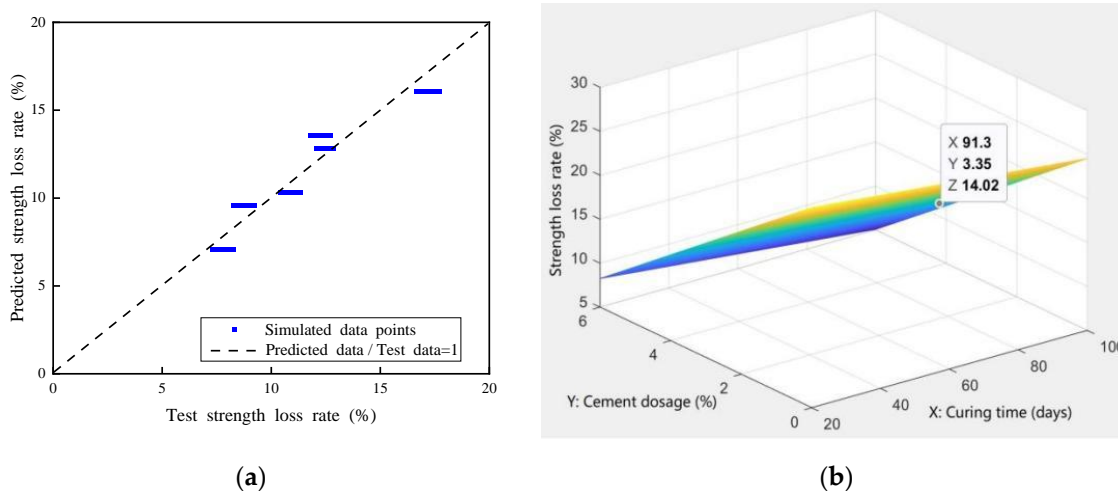 20
15
10
5
0
0
5
10
15
20
Predicted strength loss rate (%)
Test strength loss rate (%)
Simulated data points
Predicted data / Test data=1
(a)
30
25
20
15
10
5
Strength loss rate (%)
X 91.3
Y 3.35
Z 14.02
6
4
2
0
Y: Cement dosage (%)
20
40
60
80
100
X: Curing time (days)
(b)